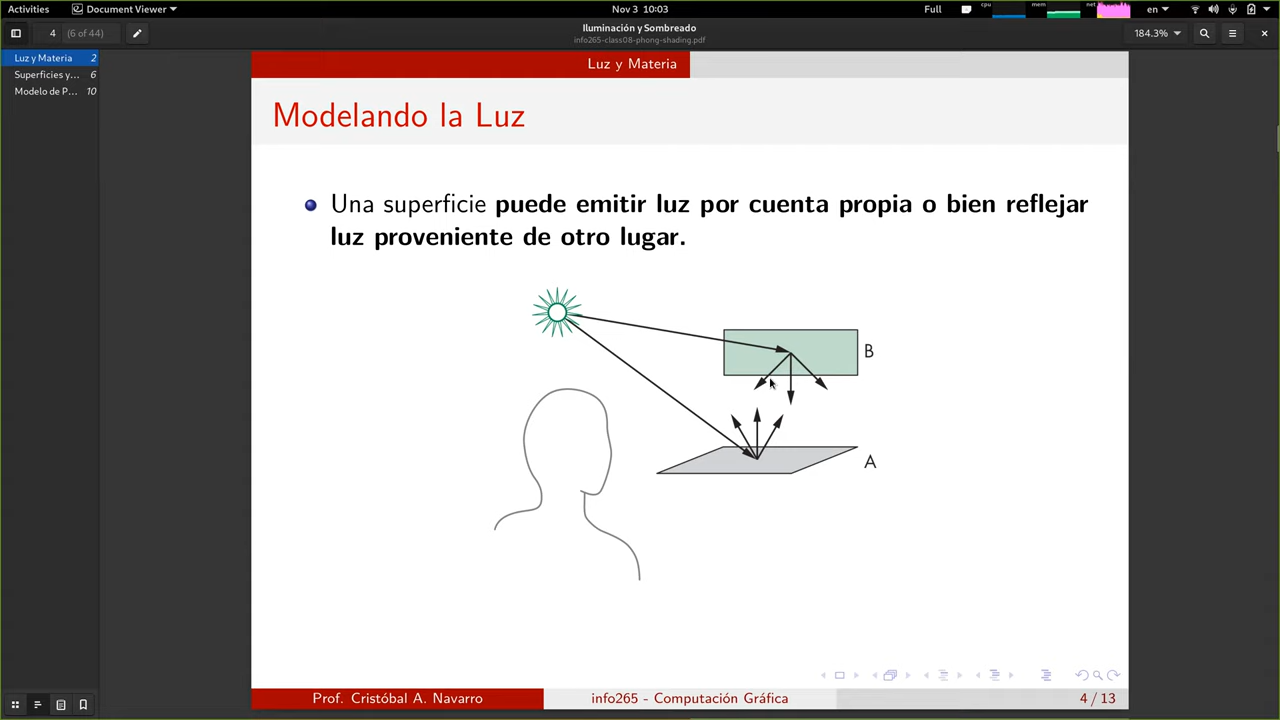 Activities
Document Viewer
Nov 3 10:03
Full
cpu
mem
net
en
4
(6 of 44)
Iluminación y Sombreado
info265-class08-phong-shading.pdf
184.3%
Luz y Materia 2
Superficies y... 6
Modelo de P... 10
Luz y Materia
Modelando la Luz
Una superficie puede emitir luz por cuenta propia o bien reflejar
luz proveniente de otro lugar.
B
A
Prof. Cristóbal A. Navarro
info265 - Computación Gráfica
4 / 13